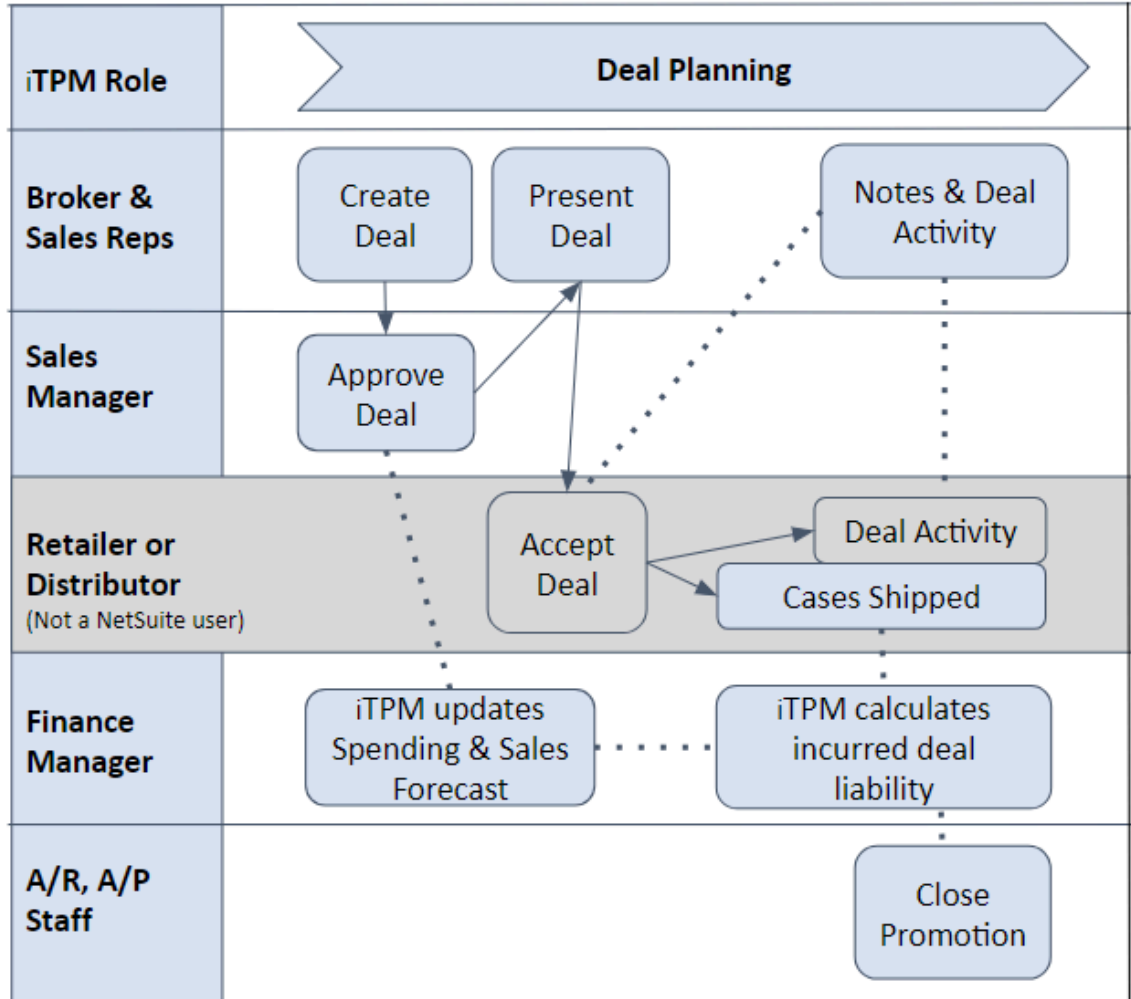 iTPM Role
Deal Planning
Broker &
Sales Reps
Create
Deal
Present
Deal
Notes & Deal
Activity
Sales
Manager
Approve
Deal
Retailer or
Distributor
(Not a NetSuite user)
Accept
Deal
Deal Activity
Cases Shipped
Finance
Manager
iTPM updates
Spending & Sales
Forecast
iTPM calculates
incurred deal
liability
A/R, A/P
Staff
Close
Promotion